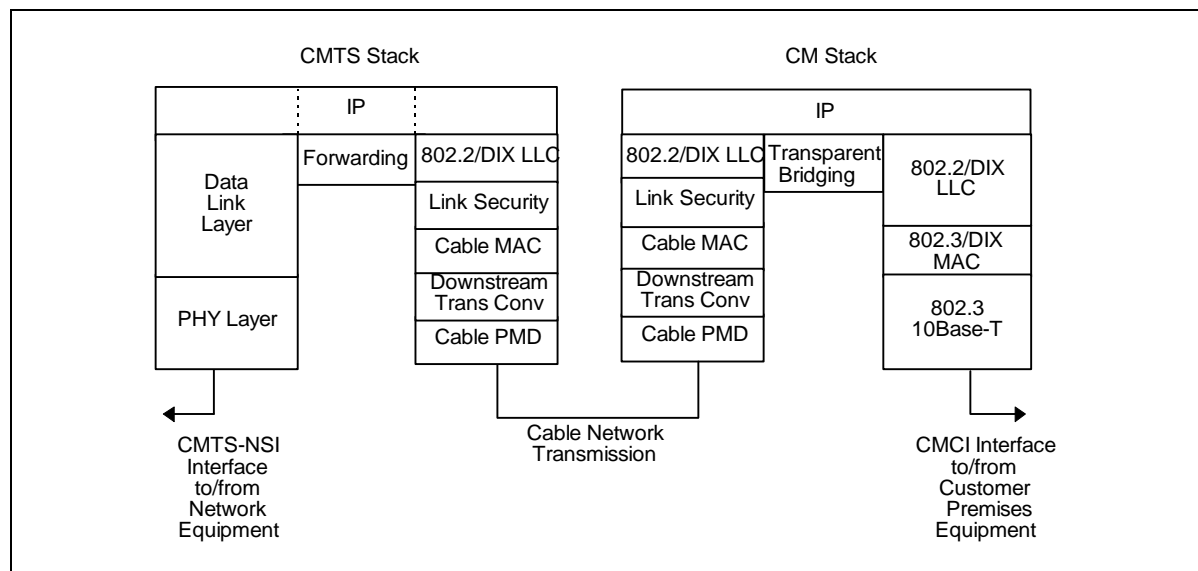 CMTS Stack
CM Stack
IP
IP
Data
Link
Layer
PHY Layer
Forwarding
802.2/DIX LLC
Link Security
Cable MAC
Downstream
Trans Conv
Cable PMD
802.2/DIX LLC
Link Security
Cable MAC
Downstream
Trans Conv
Cable PMD
Transparent
Bridging
802.2/DIX
LLC
802.3/DIX
MAC
802.3
10Base-T
CMTS-NSI
Interface
to/from
Network
Equipment
Cable Network
Transmission
CMCI Interface
to/from
Customer
Premises
Equipment